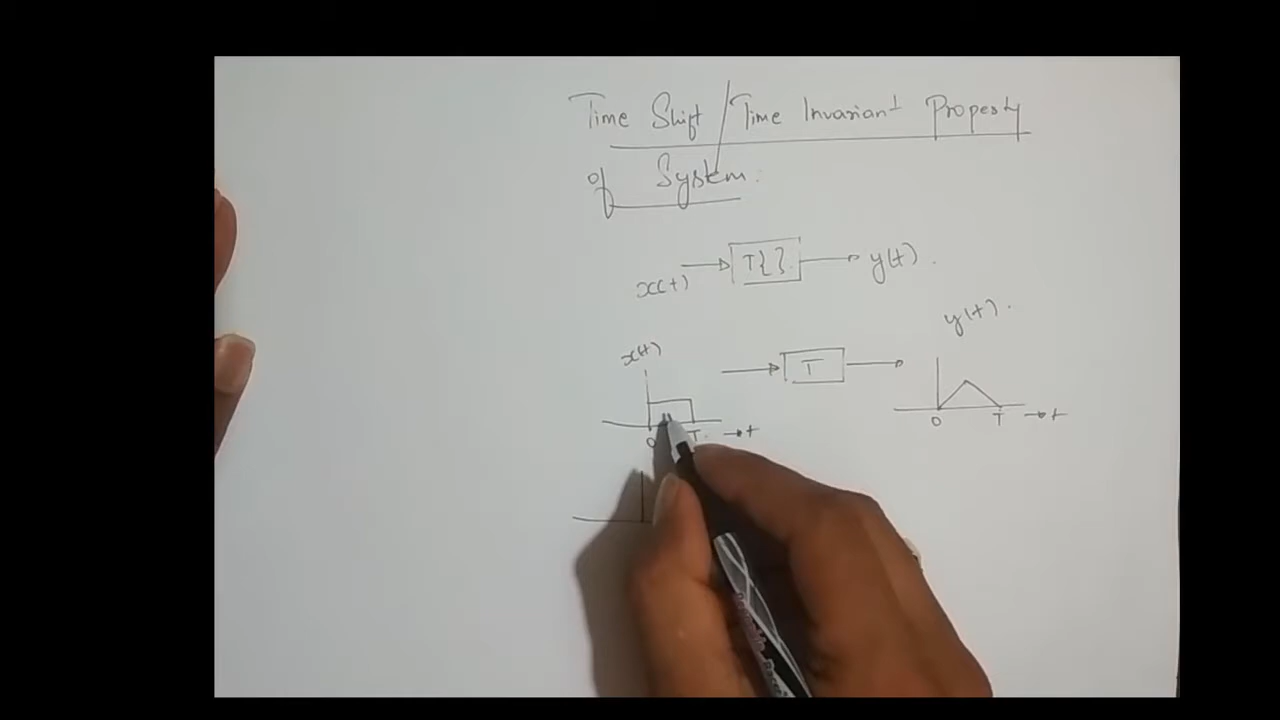 Time Shift / Time Invariant Property
of System.
x(t) T{ }. y(t).
y(t).
x(t)
T
0 T. t
0 T t